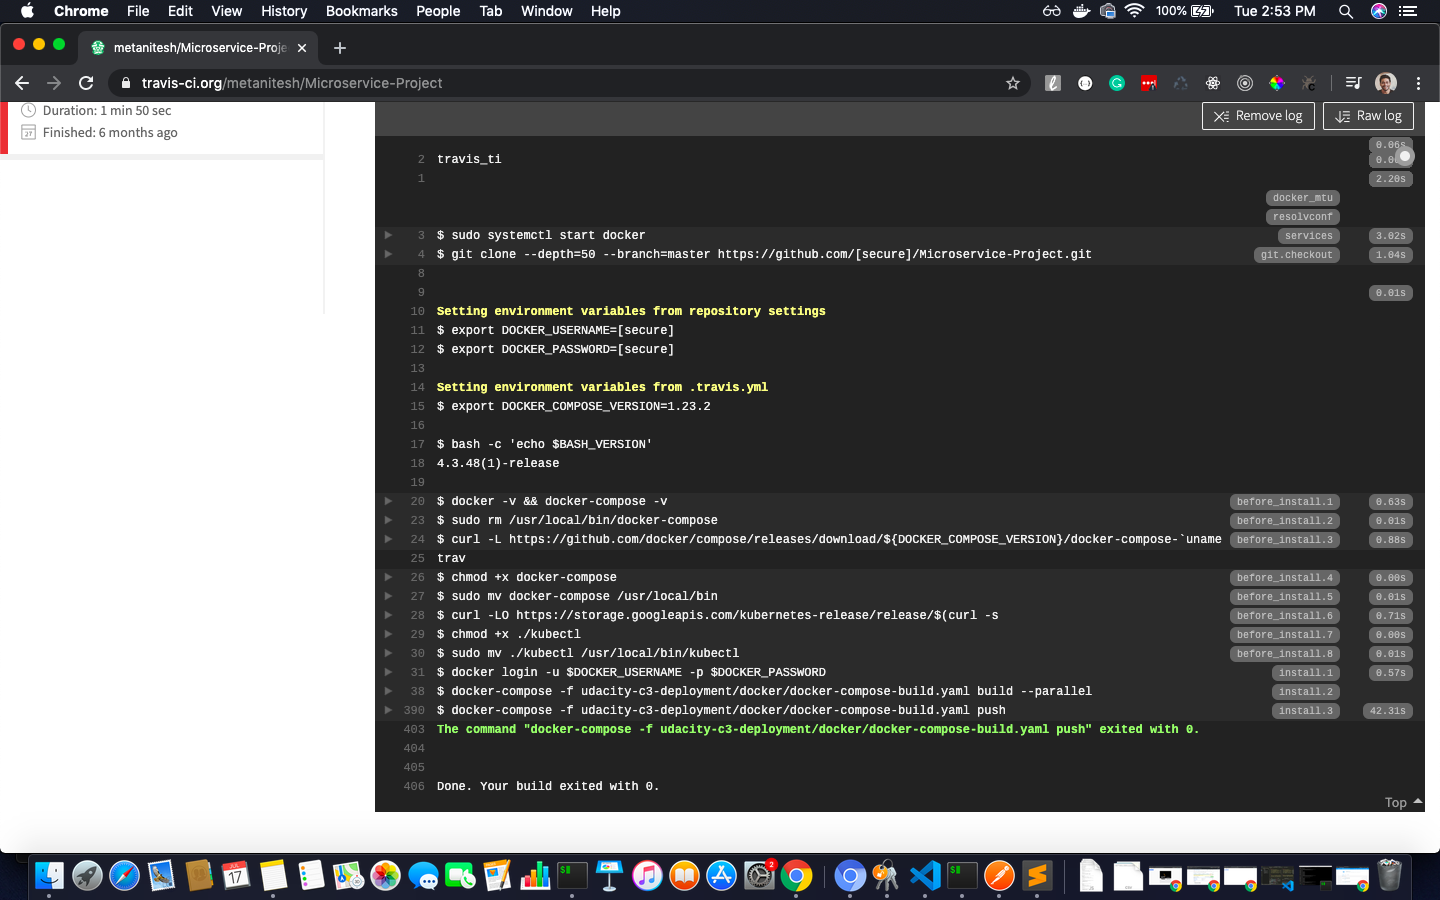 Chrome File Edit View History Bookmarks People Tab Window Help 100% Tue 2:53 PM
metanitesh/Microservice-Proje
travis-ci.org/metanitesh/Microservice-Project
Duration: 1 min 50 sec
Finished: 6 months ago
Remove log Raw log
0.06s
2 travis_ti
1 2.20s
docker_mtu
resolvconf
3 $ sudo systemctl start docker services 3.02s
4 $ git clone --depth=50 --branch=master https://github.com/[secure]/Microservice-Project.git git.checkout 1.04s
8
9 0.01s
10 Setting environment variables from repository settings
11 $ export DOCKER_USERNAME=[secure]
12 $ export DOCKER_PASSWORD=[secure]
13
14 Setting environment variables from .travis.yml
15 $ export DOCKER_COMPOSE_VERSION=1.23.2
16
17 $ bash -c 'echo $BASH_VERSION'
18 4.3.48(1)-release
19
20 $ docker -v && docker-compose -v before_install.1 0.63s
23 $ sudo rm /usr/local/bin/docker-compose before_install.2 0.01s
24 $ curl -L https://github.com/docker/compose/releases/download/${DOCKER_COMPOSE_VERSION}/docker-compose-`uname before_install.3 0.88s
25 trav
26 $ chmod +x docker-compose before_install.4 0.00s
27 $ sudo mv docker-compose /usr/local/bin before_install.5 0.01s
28 $ curl -LO https://storage.googleapis.com/kubernetes-release/release/$(curl -s before_install.6 0.71s
29 $ chmod +x ./kubectl before_install.7 0.00s
30 $ sudo mv ./kubectl /usr/local/bin/kubectl before_install.8 0.01s
31 $ docker login -u $DOCKER_USERNAME -p $DOCKER_PASSWORD install.1 0.57s
38 $ docker-compose -f udacity-c3-deployment/docker/docker-compose-build.yaml build --parallel install.2
390 $ docker-compose -f udacity-c3-deployment/docker/docker-compose-build.yaml push install.3 42.31s
403 The command "docker-compose -f udacity-c3-deployment/docker/docker-compose-build.yaml push" exited with 0.
404
405
406 Done. Your build exited with 0.
Top
JUL
17
2